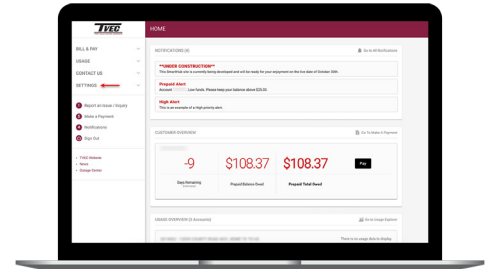 TVEC
HOME
BILL & PAY
USAGE
CONTACT US
SETTINGS
Report an Issue / Inquiry
Make a Payment
Notifications
Sign Out
TVEC Website
Home
Outage Center
NOTIFICATIONS (4)
Go to All Notifications
**UNDER CONSTRUCTION**
This SmartHub site is currently being developed and will be ready for your enjoyment on the live date of October 30th.
Prepaid Alert
Account Low funds. Please keep your balance above $25.00.
High Alert
This is an example of a High priority alert.
CUSTOMER OVERVIEW
Go To Make A Payment
-9
$108.37
$108.37
Pay
Days Remaining
Prepaid Balance Owed
Prepaid Total Owed
USAGE OVERVIEW (2 Accounts)
Go to Usage Explorer
There is no usage data to display.